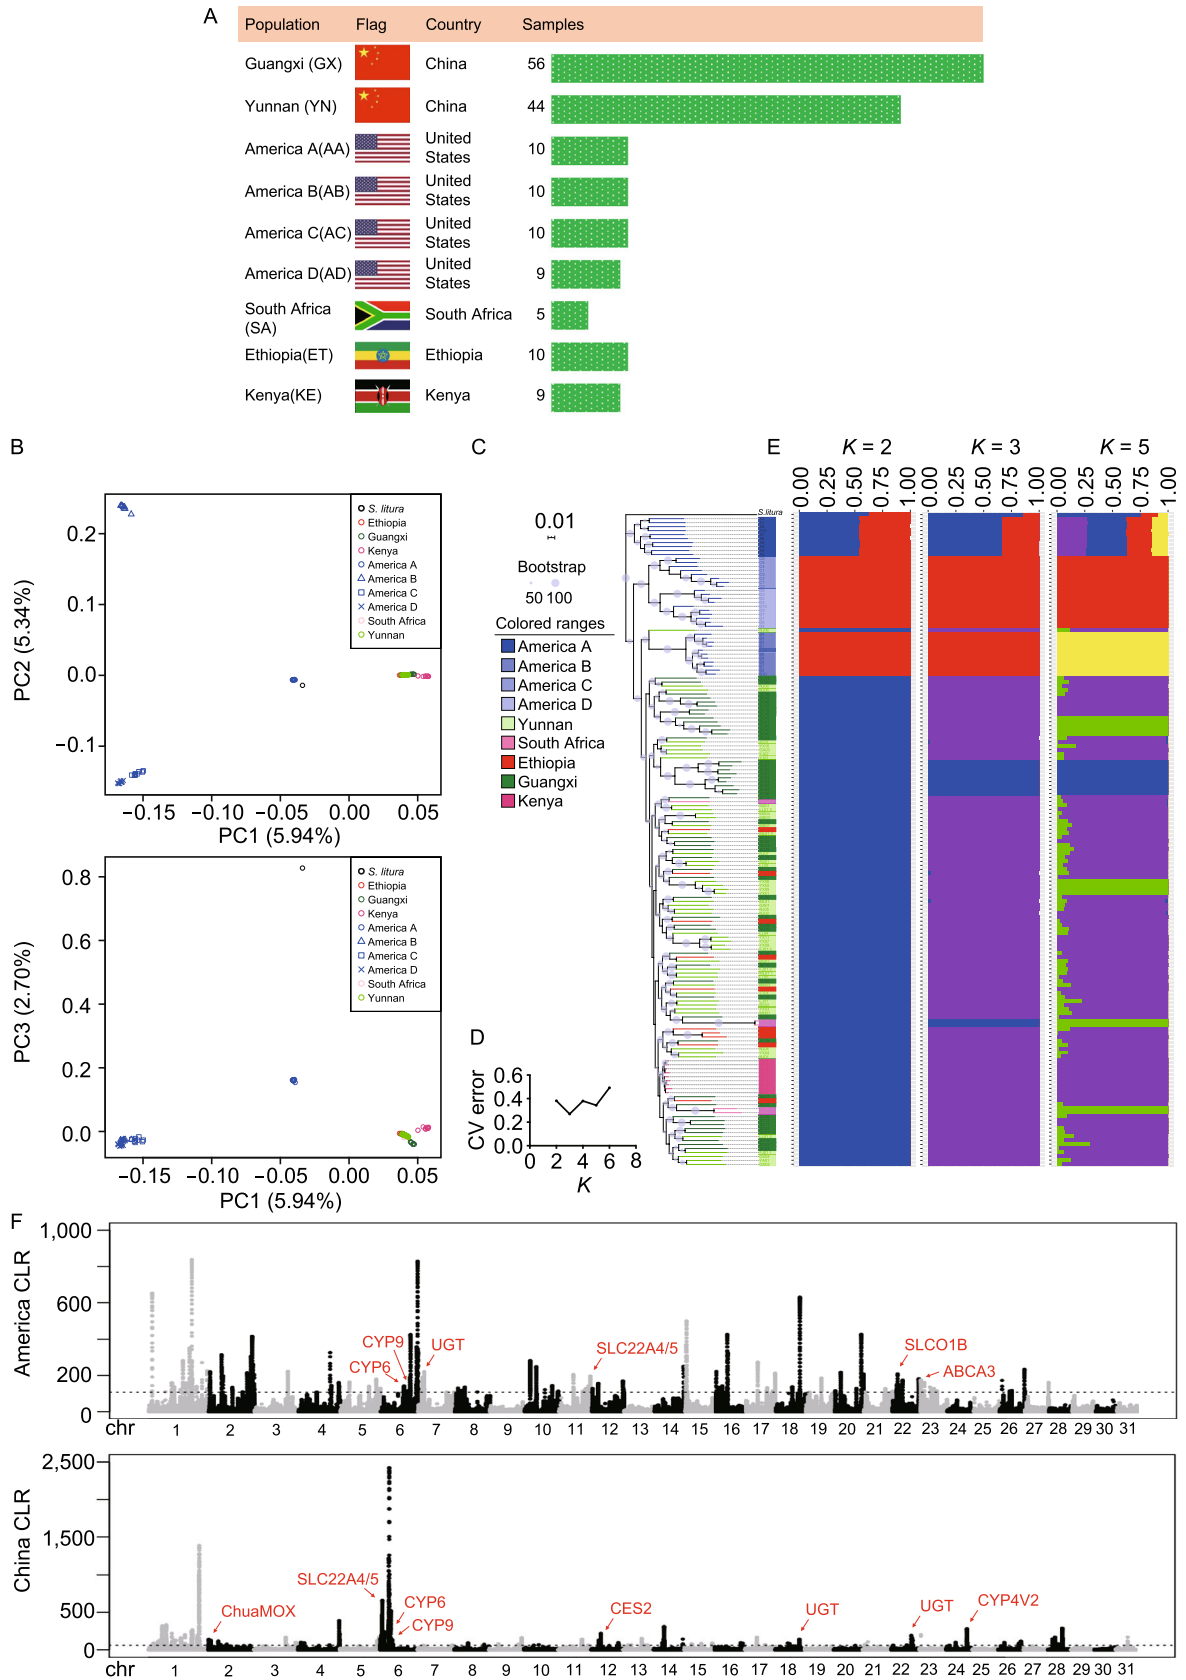 A
Population Flag Country Samples
Guangxi (GX) China 56
Yunnan (YN) China 44
America A(AA) United States 10
America B(AB) United States 10
America C(AC) United States 10
America D(AD) United States 9
South Africa (SA) South Africa 5
Ethiopia(ET) Ethiopia 10
Kenya(KE) Kenya 9
B
PC2 (5.34%)
0.2
0.1
0.0
−0.1
S. litura
Ethiopia
Guangxi
Kenya
America A
America B
America C
America D
South Africa
Yunnan
−0.15 −0.10 −0.05 0.00 0.05
PC1 (5.94%)
PC3 (2.70%)
0.8
0.6
0.4
0.2
0.0
S. litura
Ethiopia
Guangxi
Kenya
America A
America B
America C
America D
South Africa
Yunnan
−0.15 −0.10 −0.05 0.00 0.05
PC1 (5.94%)
C
0.01
Bootstrap
50 100
Colored ranges
America A
America B
America C
America D
Yunnan
South Africa
Ethiopia
Guangxi
Kenya
S.litura
D
CV error
0.6
0.4
0.2
0.0
0 2 4 6 8
K
E
K = 2 K = 3 K = 5
0.00 0.25 0.50 0.75 1.00
0.00 0.25 0.50 0.75 1.00
0.00 0.25 0.50 0.75 1.00
F
America CLR
1,000
600
200
0
CYP6
CYP9
UGT
SLC22A4/5
SLCO1B
ABCA3
chr 1 2 3 4 5 6 7 8 9 10 11 12 13 14 15 16 17 18 19 20 21 22 23 24 25 26 27 28 29 30 31
China CLR
2,500
1,500
500
0
ChuaMOX
SLC22A4/5
CYP6
CYP9
CES2
UGT
UGT
CYP4V2
chr 1 2 3 4 5 6 7 8 9 10 11 12 13 14 15 16 17 18 19 20 21 22 23 24 25 26 27 28 29 30 31